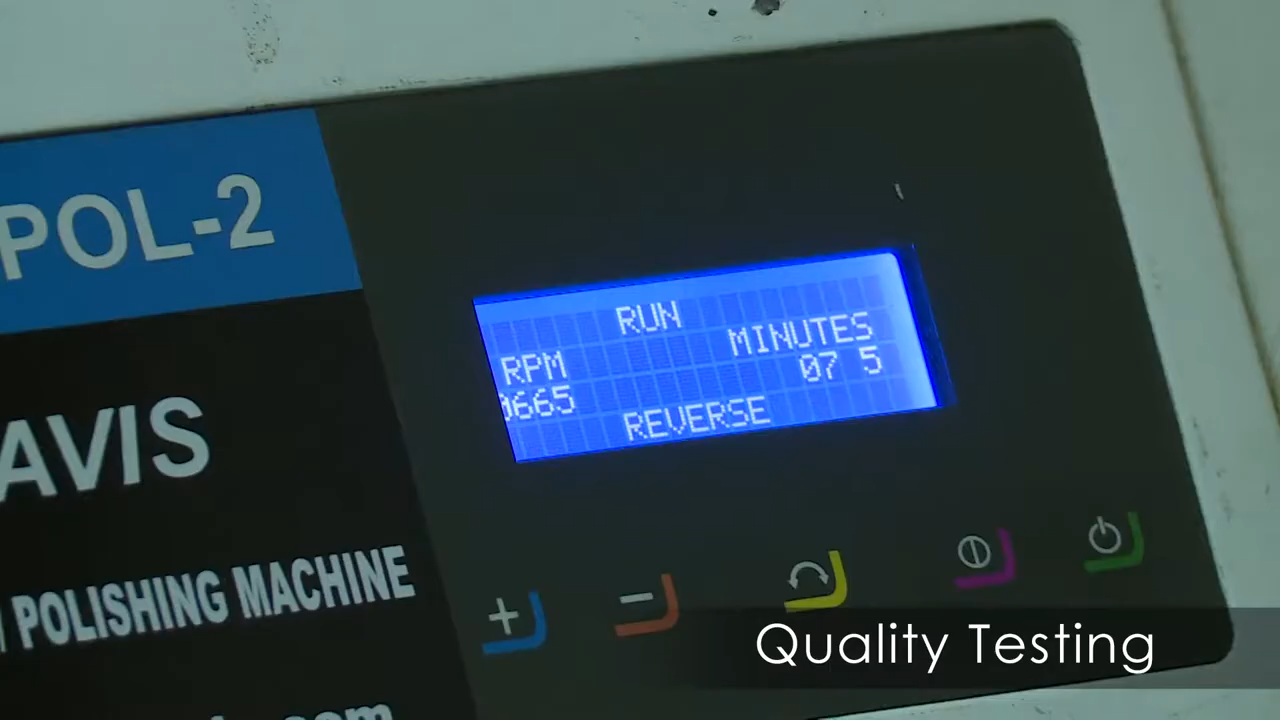 POL-2
AVIS
POLISHING MACHINE
RUN
RPM MINUTES
0665 07 5
REVERSE
+ −
Quality Testing